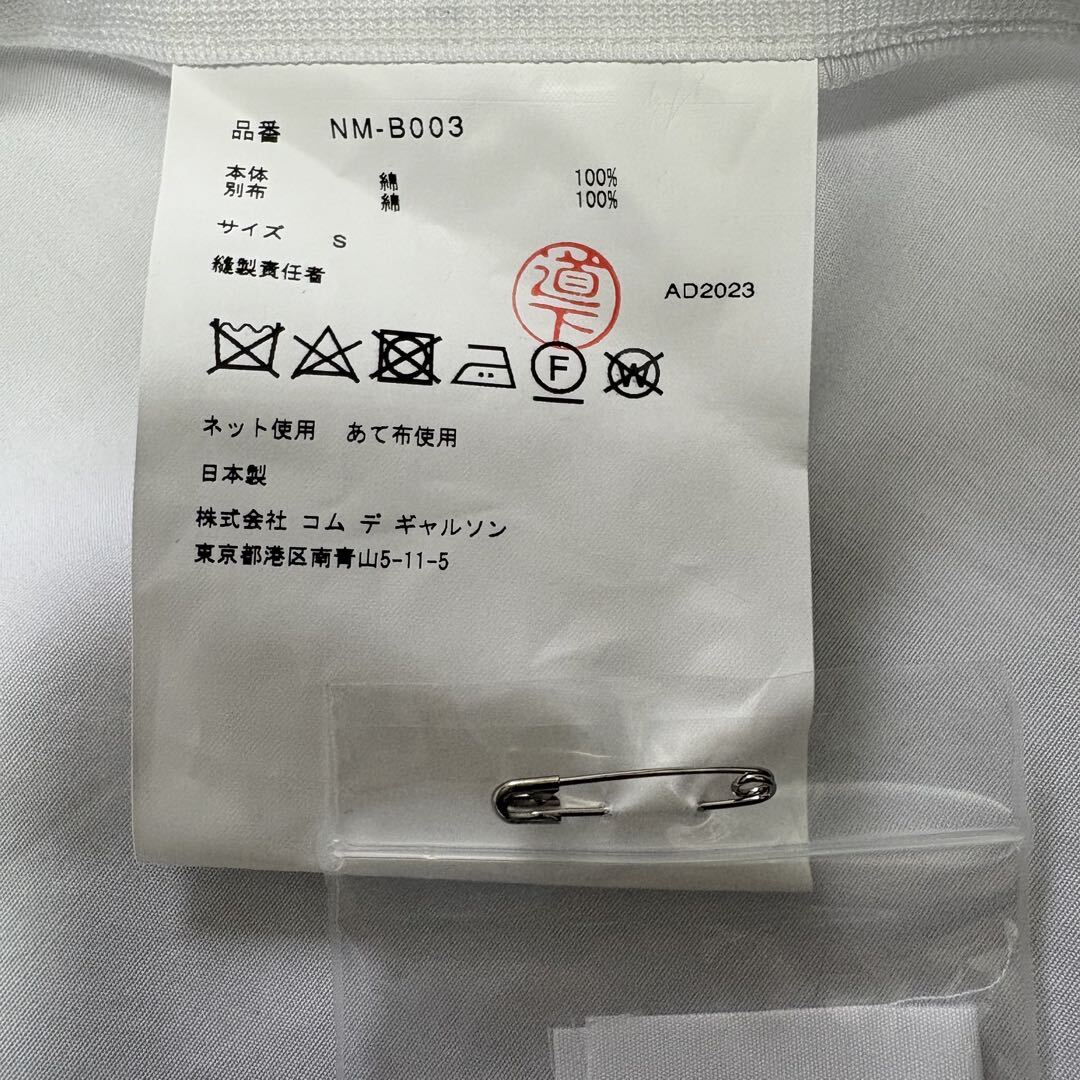 品番 NM-B003
本体 綿 100%
別布 綿 100%
サイズ S
縫製責任者 道下 AD2023
F W
ネット使用 あて布使用
日本製
株式会社 コム デ ギャルソン
東京都港区南青山5-11-5